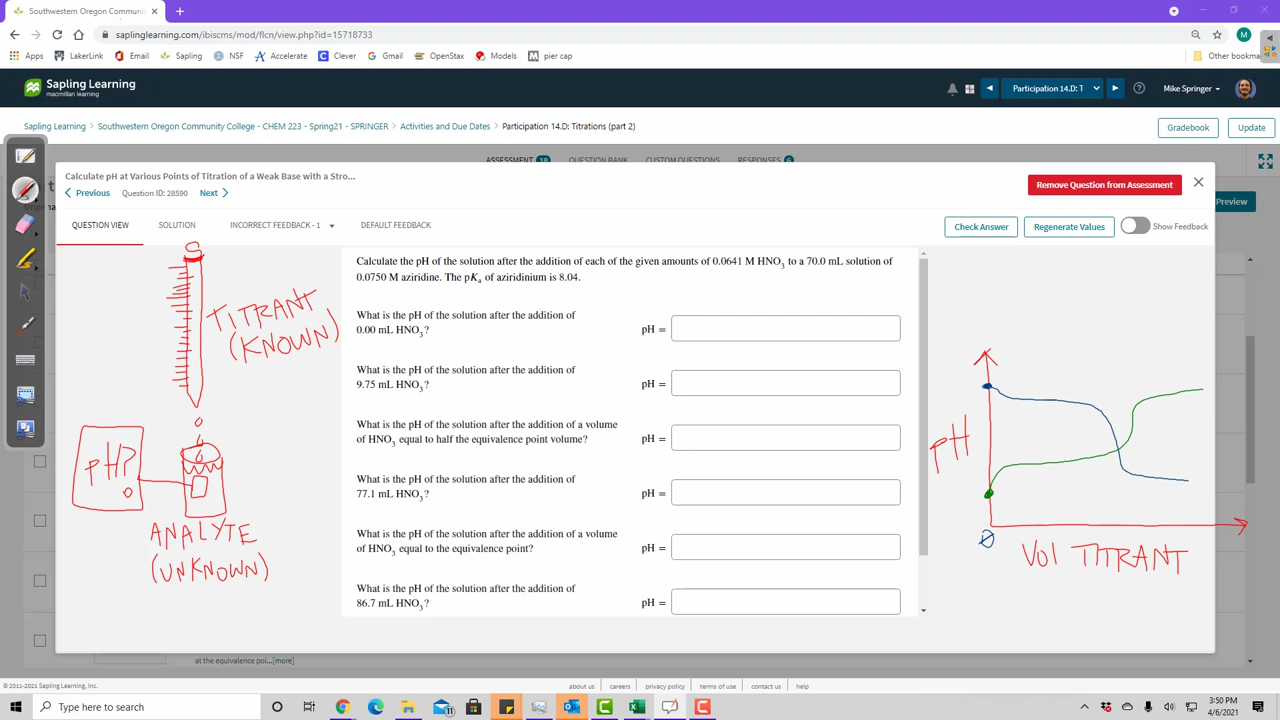 Southwestern Oregon Communi
saplinglearning.com/ibiscms/mod/flcn/view.php?id=15718733
M
Apps LakerLink Email Sapling NSF Accelerate Clever Gmail OpenStax Models pier cap Other bookmar
Sapling Learning
macmillan learning
Participation 14.D: T
Mike Springer
Sapling Learning > Southwestern Oregon Community College - CHEM 223 - Spring21 - SPRINGER > Activities and Due Dates > Participation 14.D: Titrations (part 2)
Gradebook
Update
ASSESSMENT 18 QUESTION BANK CUSTOM QUESTIONS RESPONSES 6
Calculate pH at Various Points of Titration of a Weak Base with a Stro...
Previous Question ID: 28590 Next
Remove Question from Assessment
Preview
QUESTION VIEW SOLUTION INCORRECT FEEDBACK - 1 DEFAULT FEEDBACK
Check Answer Regenerate Values Show Feedback
Calculate the pH of the solution after the addition of each of the given amounts of 0.0641 M HNO₃ to a 70.0 mL solution of
0.0750 M aziridine. The pKₐ of aziridinium is 8.04.
What is the pH of the solution after the addition of
0.00 mL HNO₃?
pH =
What is the pH of the solution after the addition of
9.75 mL HNO₃?
pH =
What is the pH of the solution after the addition of a volume
of HNO₃ equal to half the equivalence point volume?
pH =
What is the pH of the solution after the addition of
77.1 mL HNO₃?
pH =
What is the pH of the solution after the addition of a volume
of HNO₃ equal to the equivalence point?
pH =
What is the pH of the solution after the addition of
86.7 mL HNO₃?
pH =
TITRANT
(KNOWN)
pH?
ANALYTE
(UNKNOWN)
pH
0
Vol TITRANT
at the equivalence poi...[more]
© 2011-2021 Sapling Learning, Inc.
about us careers privacy policy terms of use contact us help
Type here to search
11
3:50 PM
4/6/2021